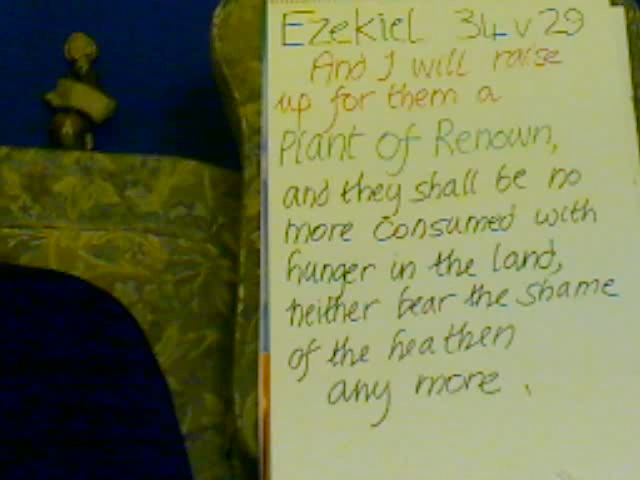 Ezekiel 34 v 29
And I will raise
up for them a
Plant of Renown,
and they shall be no
more consumed with
hunger in the land,
neither bear the shame
of the heathen
any more.